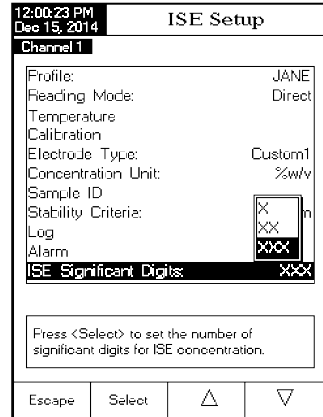 12:00:23 PM
Dec 15, 2014
ISE Setup
Channel 1
Profile: JANE
Reading Mode: Direct
Temperature
Calibration
Electrode Type: Custom1
Concentration Unit: %w/v
Sample ID
Stability Criteria:
Log
Alarm
X
XX
XXX
ISE Significant Digits: XXX
Press <Select> to set the number of
significant digits for ISE concentration.
Escape Select △ ▽